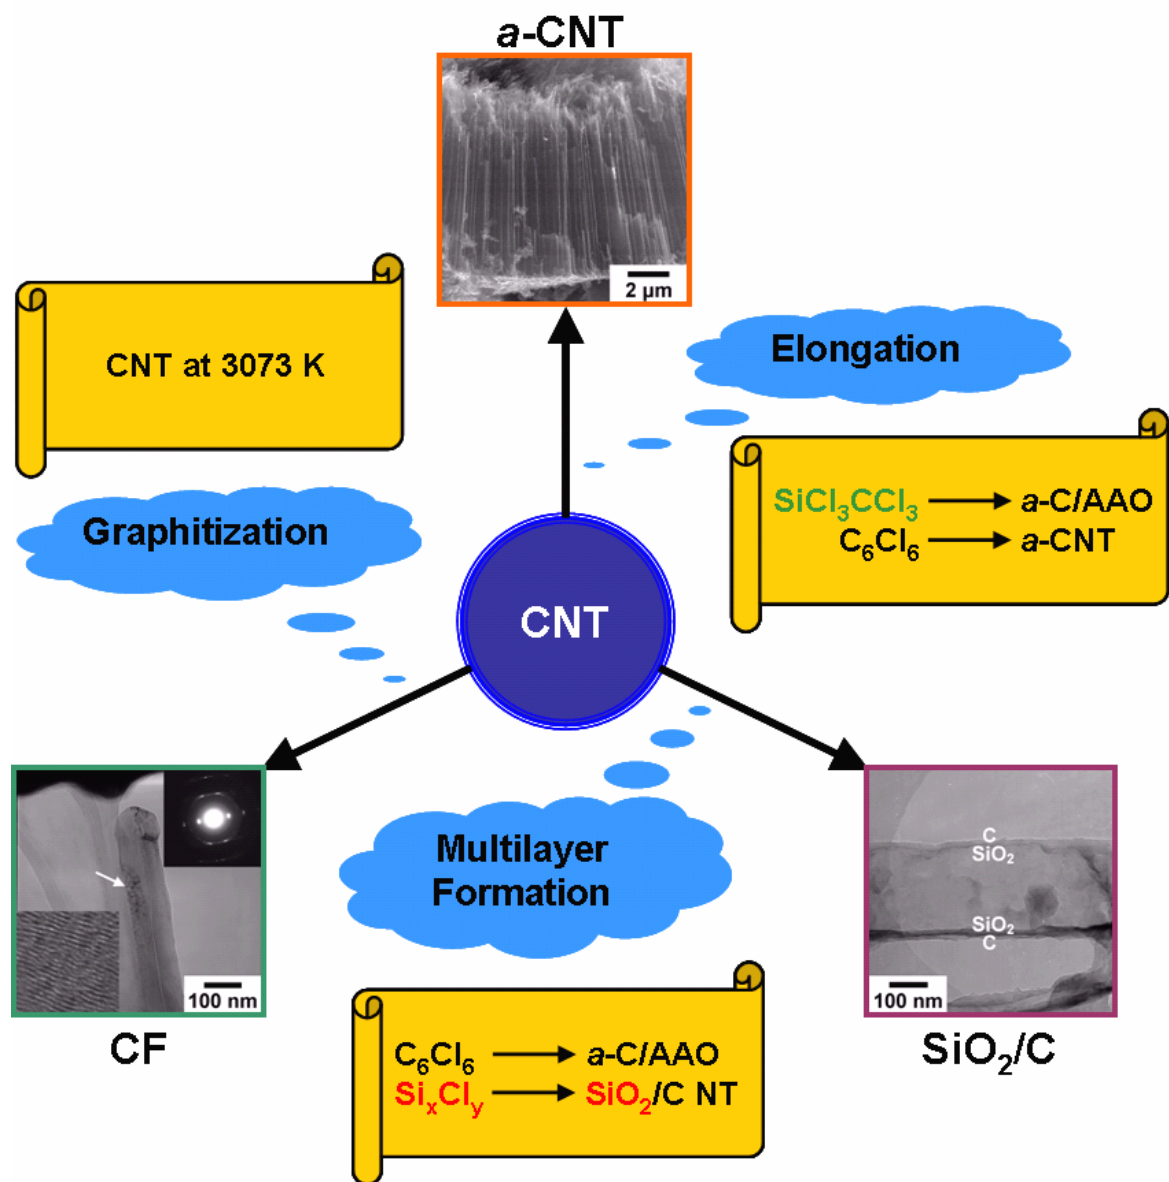 a-CNT
2 µm
CNT at 3073 K
Elongation
SiCl₃CCl₃ → a-C/AAO
C₆Cl₆ → a-CNT
Graphitization
CNT
Multilayer
Formation
C
SiO₂
SiO₂
C
100 nm
100 nm
CF
SiO₂/C
C₆Cl₆ → a-C/AAO
SiₓClᵧ → SiO₂/C NT